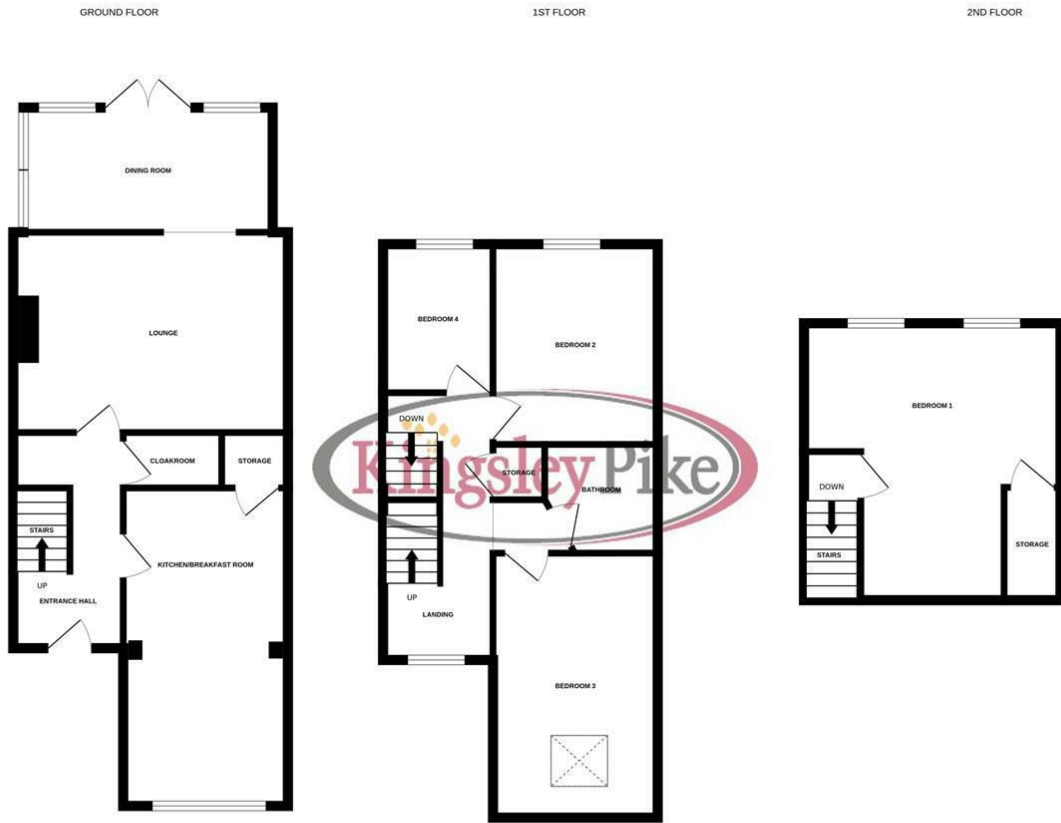 GROUND FLOOR
1ST FLOOR
2ND FLOOR
DINING ROOM
LOUNGE
CLOAKROOM
STORAGE
STAIRS
UP
ENTRANCE HALL
KITCHEN/BREAKFAST ROOM
BEDROOM 4
BEDROOM 2
DOWN
STORAGE
BATHROOM
Kingsley Pike
UP
LANDING
BEDROOM 3
BEDROOM 1
DOWN
STAIRS
STORAGE